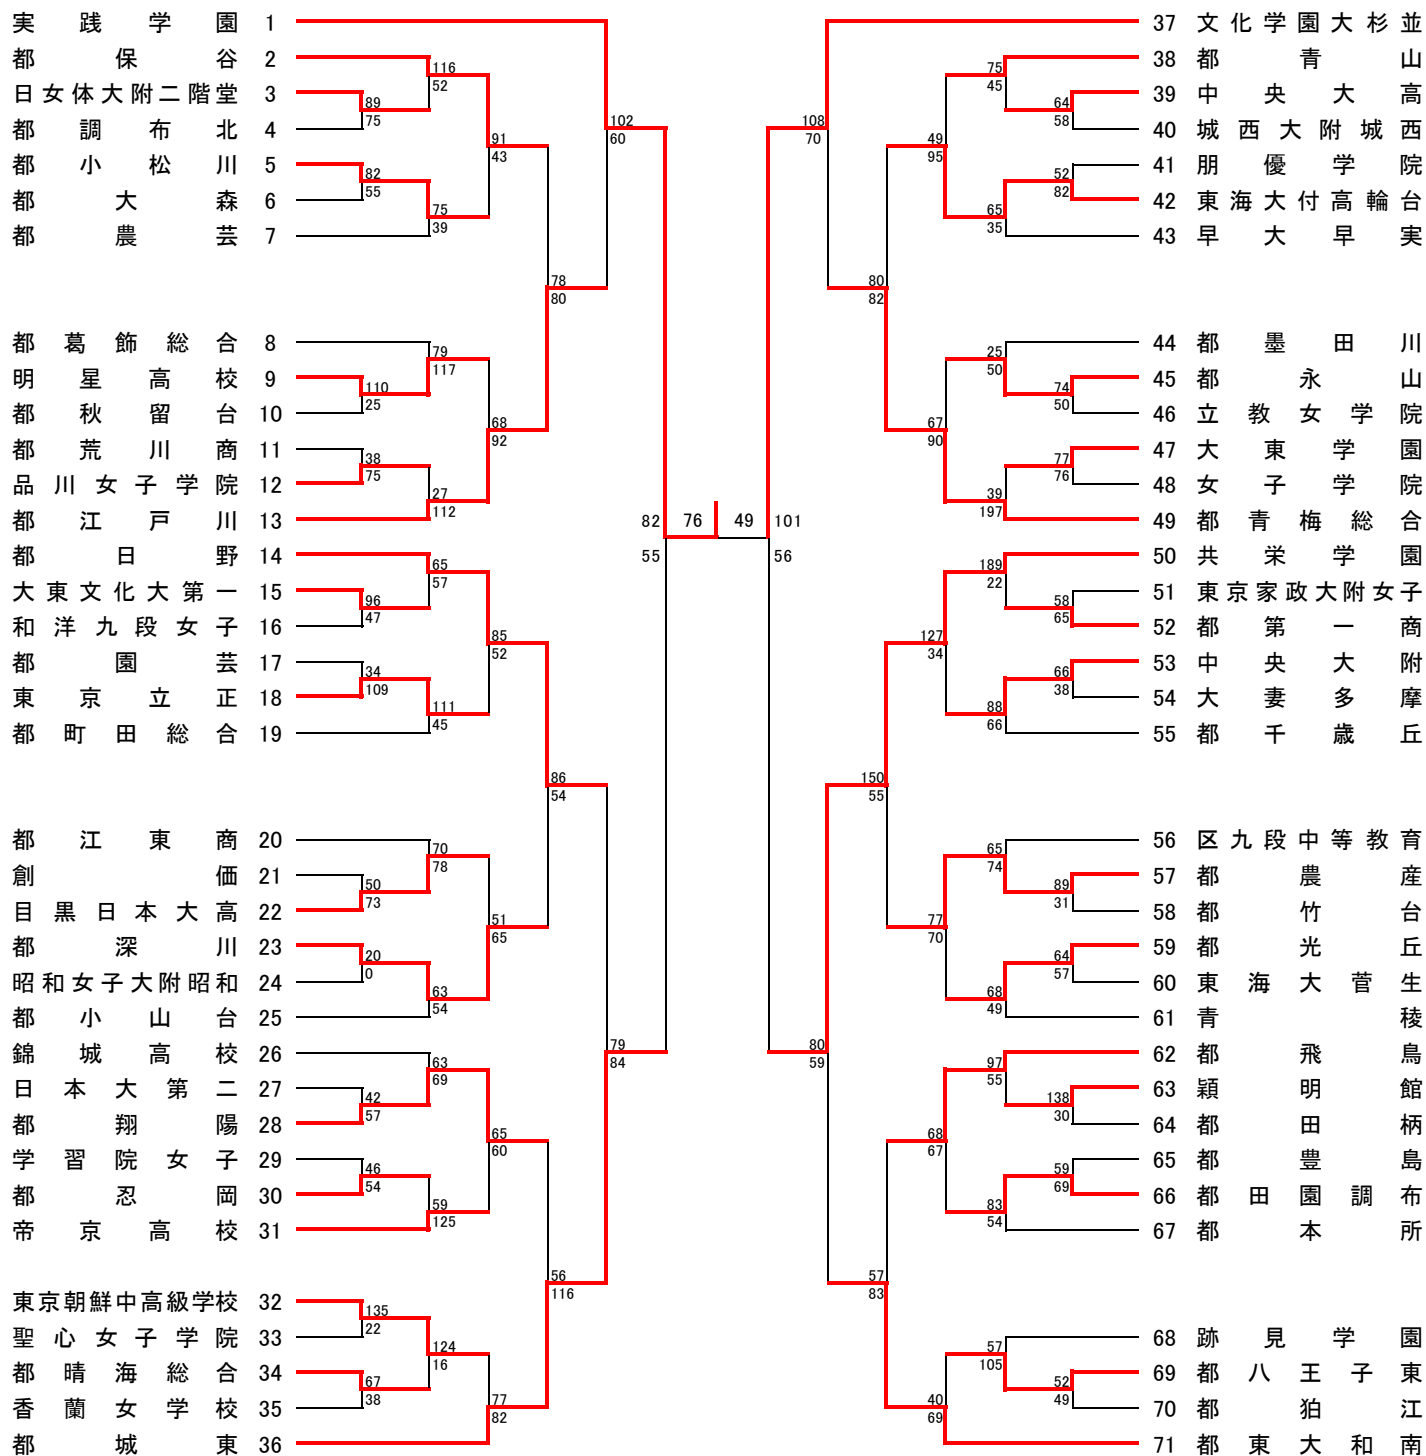 実践学園 1
都保谷 2
日女体大附二階堂 3
都調布北 4
都小松川 5
都大森 6
都農芸 7
都葛飾総合 8
明星高校 9
都秋留台 10
都荒川商 11
品川女子学院 12
都江戸川 13
都日野 14
大東文化大第一 15
和洋九段女子 16
都園芸 17
東京立正 18
都町田総合 19
都江東商 20
創価 21
目黒日本大高 22
都深川 23
昭和女子大附昭和 24
都小山台 25
錦城高校 26
日本大第二 27
都翔陽 28
学習院女子 29
都忍岡 30
帝京高校 31
東京朝鮮中高級学校 32
聖心女子学院 33
都晴海総合 34
香蘭女学校 35
都城東 36
89
75
82
55
110
25
38
75
96
47
34
109
50
73
20
0
42
57
46
54
135
22
67
38
116
52
75
39
79
117
27
112
65
57
111
45
70
78
63
54
63
69
59
125
124
16
91
43
68
92
85
52
51
65
65
60
77
82
78
80
86
54
56
116
102
60
79
84
82
55
76 49
101
56
108
70
80
59
80
82
150
55
57
83
49
95
67
90
127
34
77
70
68
67
40
69
75
45
65
35
25
50
39
197
189
22
88
66
65
74
68
49
97
55
83
54
57
105
64
58
52
82
74
50
77
76
58
65
66
38
89
31
64
57
138
30
59
69
52
49
37 文化学園大杉並
38 都青山
39 中央大高
40 城西大附城西
41 朋優学院
42 東海大付高輪台
43 早大早実
44 都墨田川
45 都永山
46 立教女学院
47 大東学園
48 女子学院
49 都青梅総合
50 共栄学園
51 東京家政大附女子
52 都第一商
53 中央大附
54 大妻多摩
55 都千歳丘
56 区九段中等教育
57 都農産
58 都竹台
59 都光丘
60 東海大菅生
61 青稜
62 都飛鳥
63 穎明館
64 都田柄
65 都豊島
66 都田園調布
67 都本所
68 跡見学園
69 都八王子東
70 都狛江
71 都東大和南